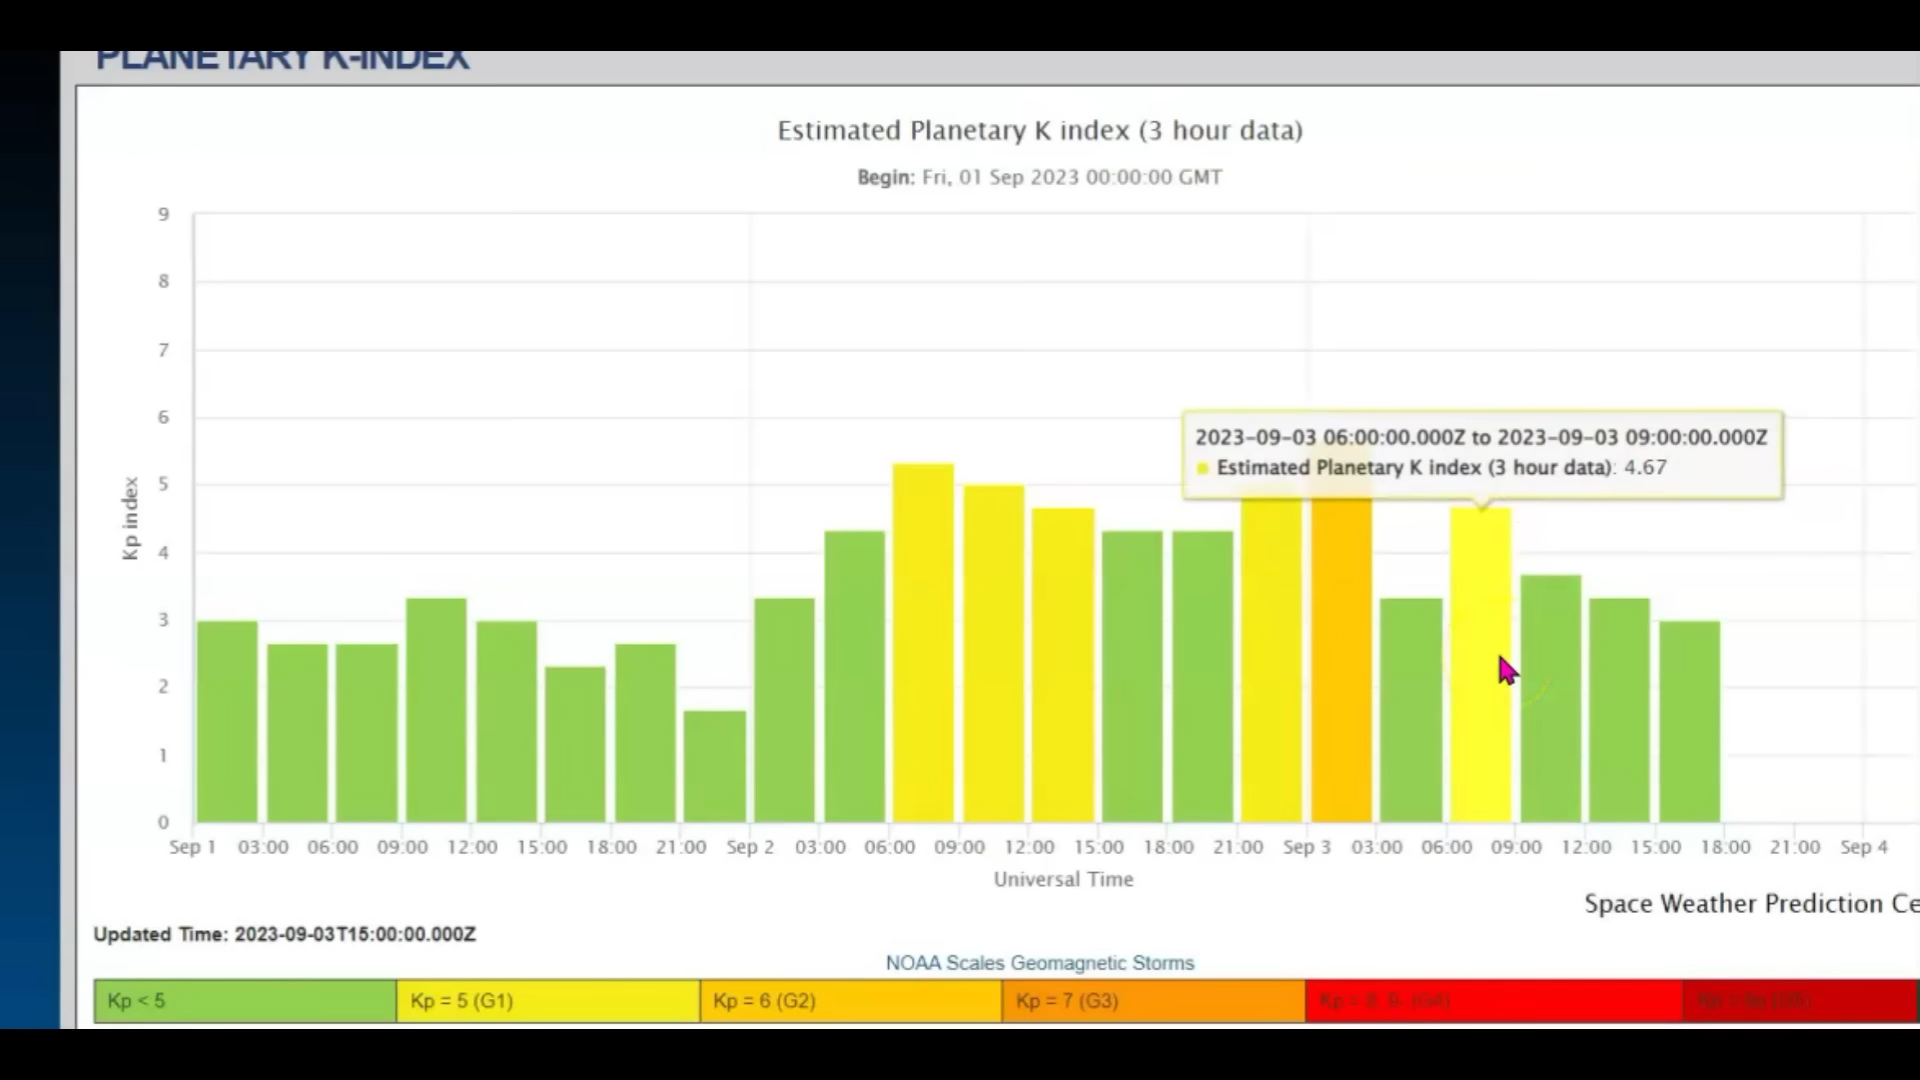 PLANETARY K-INDEX
Estimated Planetary K index (3 hour data)
Begin: Fri, 01 Sep 2023 00:00:00 GMT
9
8
7
6
5
4
3
2
1
0
Kp index
2023-09-03 06:00:00.000Z to 2023-09-03 09:00:00.000Z
Estimated Planetary K index (3 hour data): 4.67
Sep 1 03:00 06:00 09:00 12:00 15:00 18:00 21:00 Sep 2 03:00 06:00 09:00 12:00 15:00 18:00 21:00 Sep 3 03:00 06:00 09:00 12:00 15:00 18:00 21:00 Sep 4
Universal Time
Space Weather Prediction Ce
Updated Time: 2023-09-03T15:00:00.000Z
NOAA Scales Geomagnetic Storms
Kp < 5 Kp = 5 (G1) Kp = 6 (G2) Kp = 7 (G3)